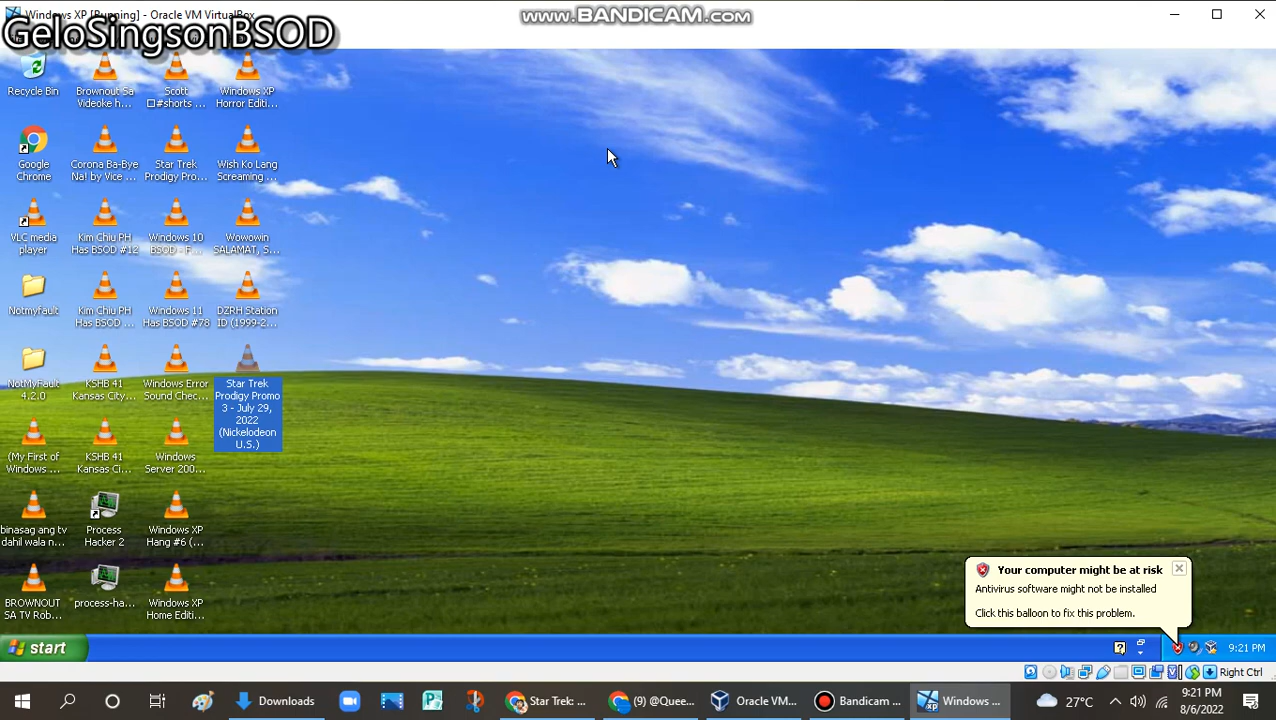 Windows XP [Running] - Oracle VM VirtualBox
www.BANDICAM.com
GeloSingsonBSOD
Recycle Bin
Brownout Sa
Videoke h...
Scott
□#shorts ...
Windows XP
Horror Editi...
Google
Chrome
Corona Ba-Bye
Na! by Vice ...
Star Trek
Prodigy Pro...
Wish Ko Lang
Screaming ...
VLC media
player
Kim Chiu PH
Has BSOD #12
Windows 10
BSOD - F...
Wowowin
SALAMAT, S...
Notmyfault
Kim Chiu PH
Has BSOD ...
Windows 11
Has BSOD #78
DZRH Station
ID (1999-2...
NotMyFault
4.2.0
KSHB 41
Kansas City...
Windows Error
Sound Chec...
Star Trek
Prodigy Promo
3 - July 29,
2022
(Nickelodeon
U.S.)
(My First of
Windows ...
KSHB 41
Kansas Ci...
Windows
Server 200...
binasag ang tv
dahil wala n...
Process
Hacker 2
Windows XP
Hang #6 (...
BROWNOUT
SA TV Rob...
process-ha...
Windows XP
Home Editi...
Your computer might be at risk
Antivirus software might not be installed
Click this balloon to fix this problem.
start
9:21 PM
Right Ctrl
Downloads
Star Trek: ...
(1) @Quee...
Oracle VM...
Bandicam ...
Windows ...
27°C
9:21 PM
8/6/2022